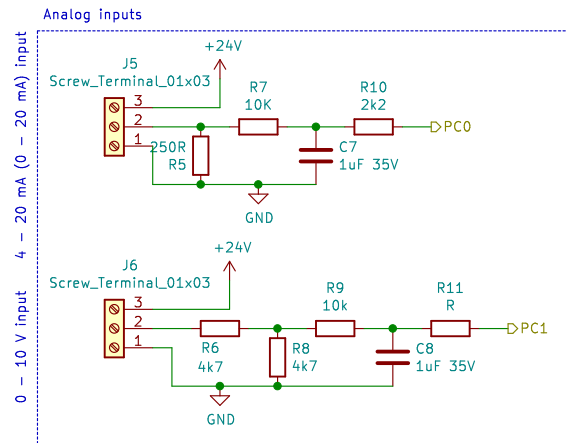 Analog inputs
4 - 20 mA (0 - 20 mA) input
+24V
J5
Screw_Terminal_01x03
R7
10K
R10
2k2
3
2
1
250R
R5
C7
1uF 35V
PC0
GND
0 - 10 V input
+24V
J6
Screw_Terminal_01x03
R9
10k
R11
R
3
2
1
R6
4k7
R8
4k7
C8
1uF 35V
PC1
GND